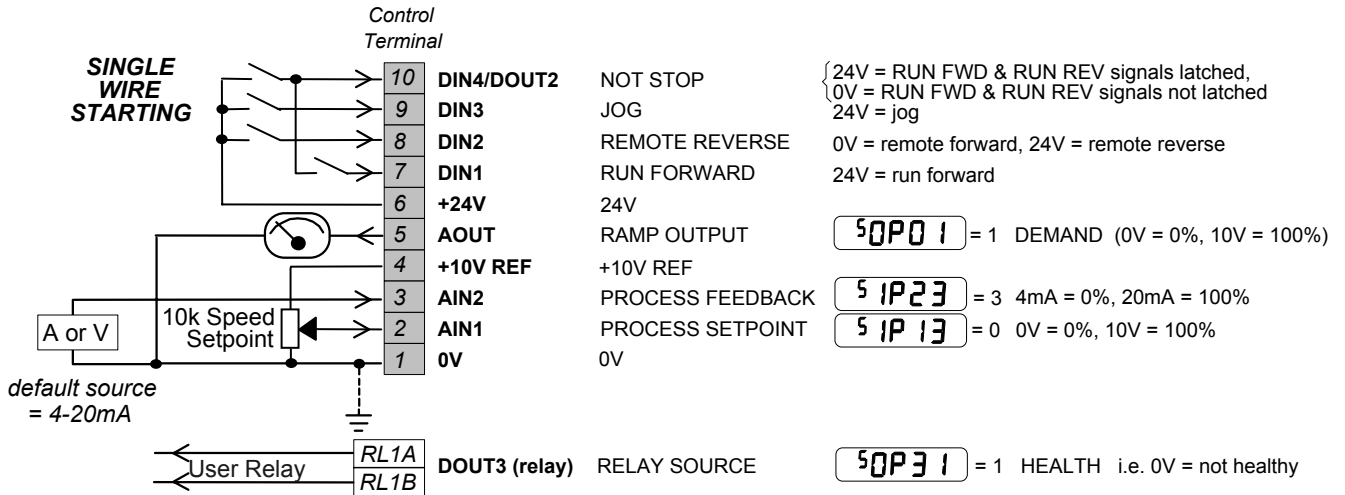 Control
Terminal
SINGLE
WIRE
STARTING
10 DIN4/DOUT2 NOT STOP 24V = RUN FWD & RUN REV signals latched,
0V = RUN FWD & RUN REV signals not latched
9 DIN3 JOG 24V = jog
8 DIN2 REMOTE REVERSE 0V = remote forward, 24V = remote reverse
7 DIN1 RUN FORWARD 24V = run forward
6 +24V 24V
5 AOUT RAMP OUTPUT SOP01 = 1 DEMAND (0V = 0%, 10V = 100%)
4 +10V REF +10V REF
3 AIN2 PROCESS FEEDBACK SIP23 = 3 4mA = 0%, 20mA = 100%
A or V 10k Speed
Setpoint 2 AIN1 PROCESS SETPOINT SIP13 = 0 0V = 0%, 10V = 100%
1 0V 0V
default source
= 4-20mA
User Relay RL1A
RL1B DOUT3 (relay) RELAY SOURCE SOP31 = 1 HEALTH i.e. 0V = not healthy